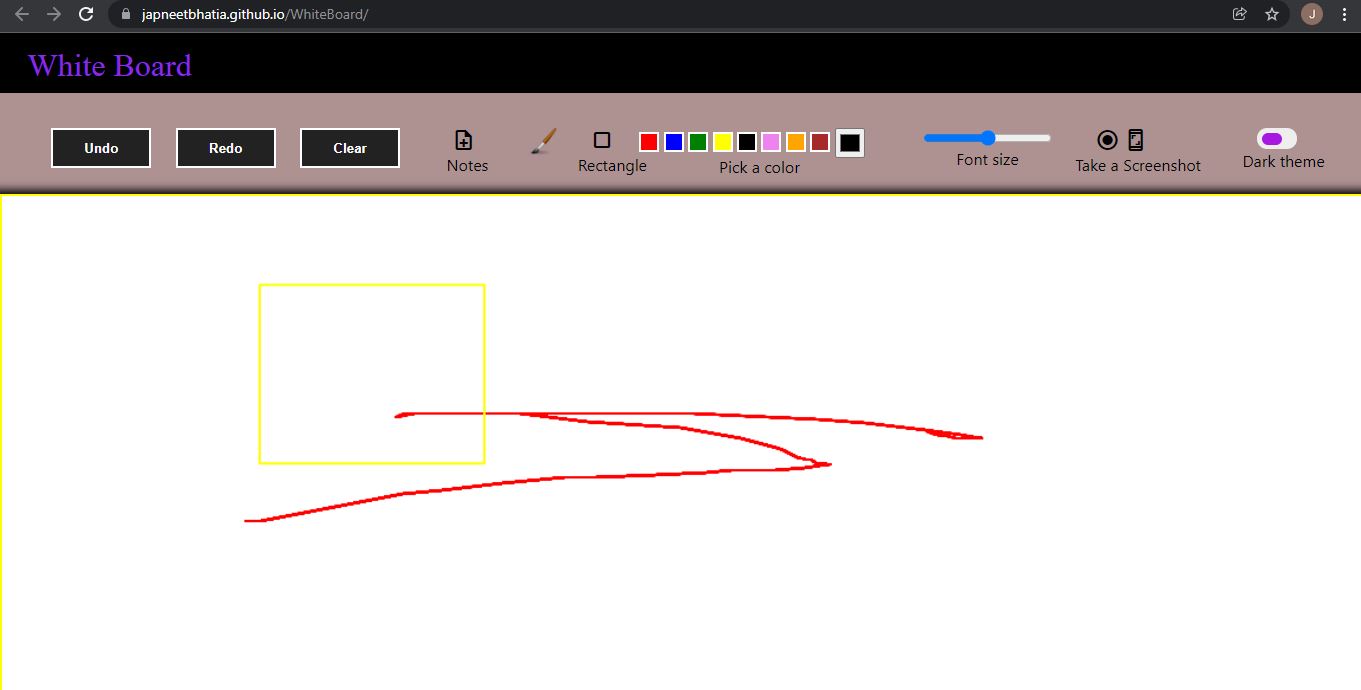 japneetbhatia.github.io/WhiteBoard/
J
White Board
Undo
Redo
Clear
Notes
Rectangle
Pick a color
Font size
Take a Screenshot
Dark theme